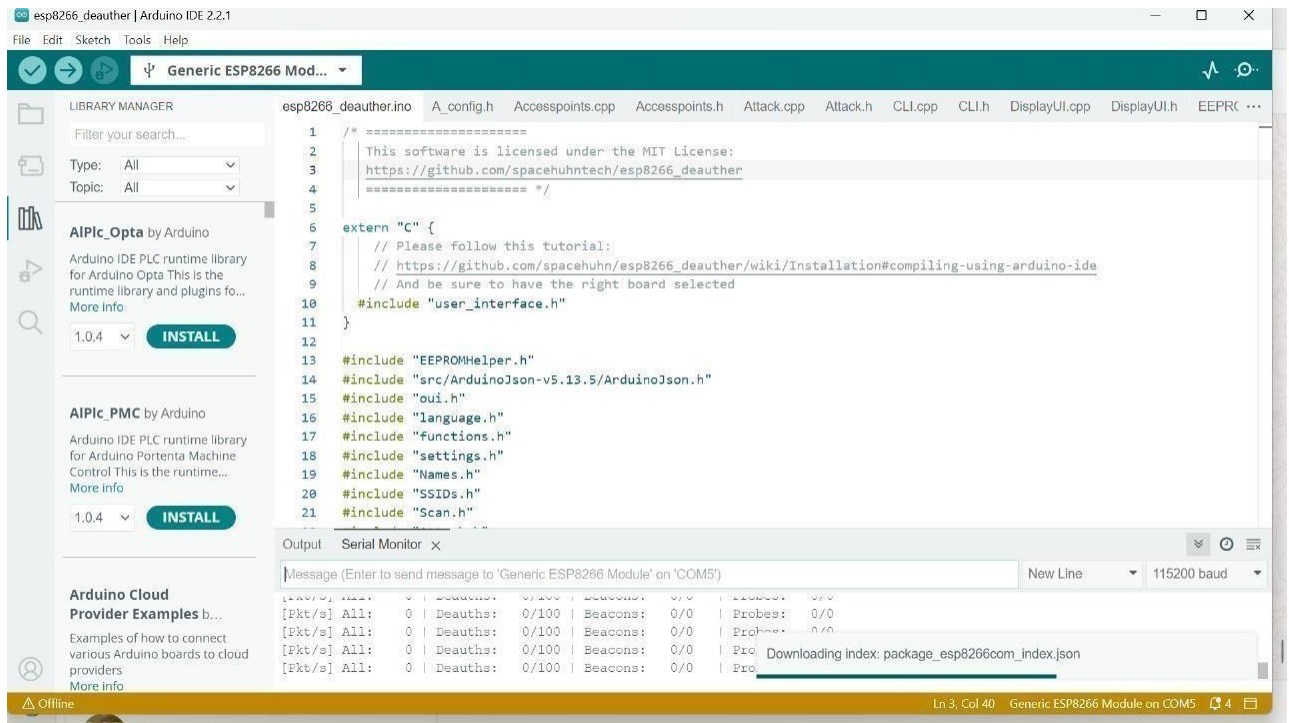 esp8266_deauther | Arduino IDE 2.2.1
File Edit Sketch Tools Help
Generic ESP8266 Mod...
LIBRARY MANAGER
Filter your search...
Type: All
Topic: All
AIPlc_Opta by Arduino
Arduino IDE PLC runtime library
for Arduino Opta This is the
runtime library and plugins fo...
More info
1.0.4 INSTALL
AIPlc_PMC by Arduino
Arduino IDE PLC runtime library
for Arduino Portenta Machine
Control This is the runtime...
More info
1.0.4 INSTALL
Arduino Cloud
Provider Examples b...
Examples of how to connect
various Arduino boards to cloud
providers
More info
esp8266_deauther.ino A_config.h Accesspoints.cpp Accesspoints.h Attack.cpp Attack.h CLI.cpp CLI.h DisplayUI.cpp DisplayUI.h EEPR(  ...
1 /* =====================
2 This software is licensed under the MIT License:
3 https://github.com/spacehuhntech/esp8266_deauther
4 ===================== */
5
6 extern "C" {
7 // Please follow this tutorial:
8 // https://github.com/spacehuhn/esp8266_deauther/wiki/Installation#compiling-using-arduino-ide
9 // And be sure to have the right board selected
10 #include "user_interface.h"
11 }
12
13 #include "EEPROMHelper.h"
14 #include "src/ArduinoJson-v5.13.5/ArduinoJson.h"
15 #include "oui.h"
16 #include "language.h"
17 #include "functions.h"
18 #include "settings.h"
19 #include "Names.h"
20 #include "SSIDs.h"
21 #include "Scan.h"
Output Serial Monitor
Message (Enter to send message to 'Generic ESP8266 Module' on 'COM5')
New Line 115200 baud
[Pkt/s] All: 0 | Deauths: 0/100 | Beacons: 0/0 | Probes: 0/0
[Pkt/s] All: 0 | Deauths: 0/100 | Beacons: 0/0 | Probes: 0/0
[Pkt/s] All: 0 | Deauths: 0/100 | Beacons: 0/0 | Pro
[Pkt/s] All: 0 | Deauths: 0/100 | Beacons: 0/0 | Pro
Downloading index: package_esp8266com_index.json
Offline
Ln 3, Col 40 Generic ESP8266 Module on COM5 4